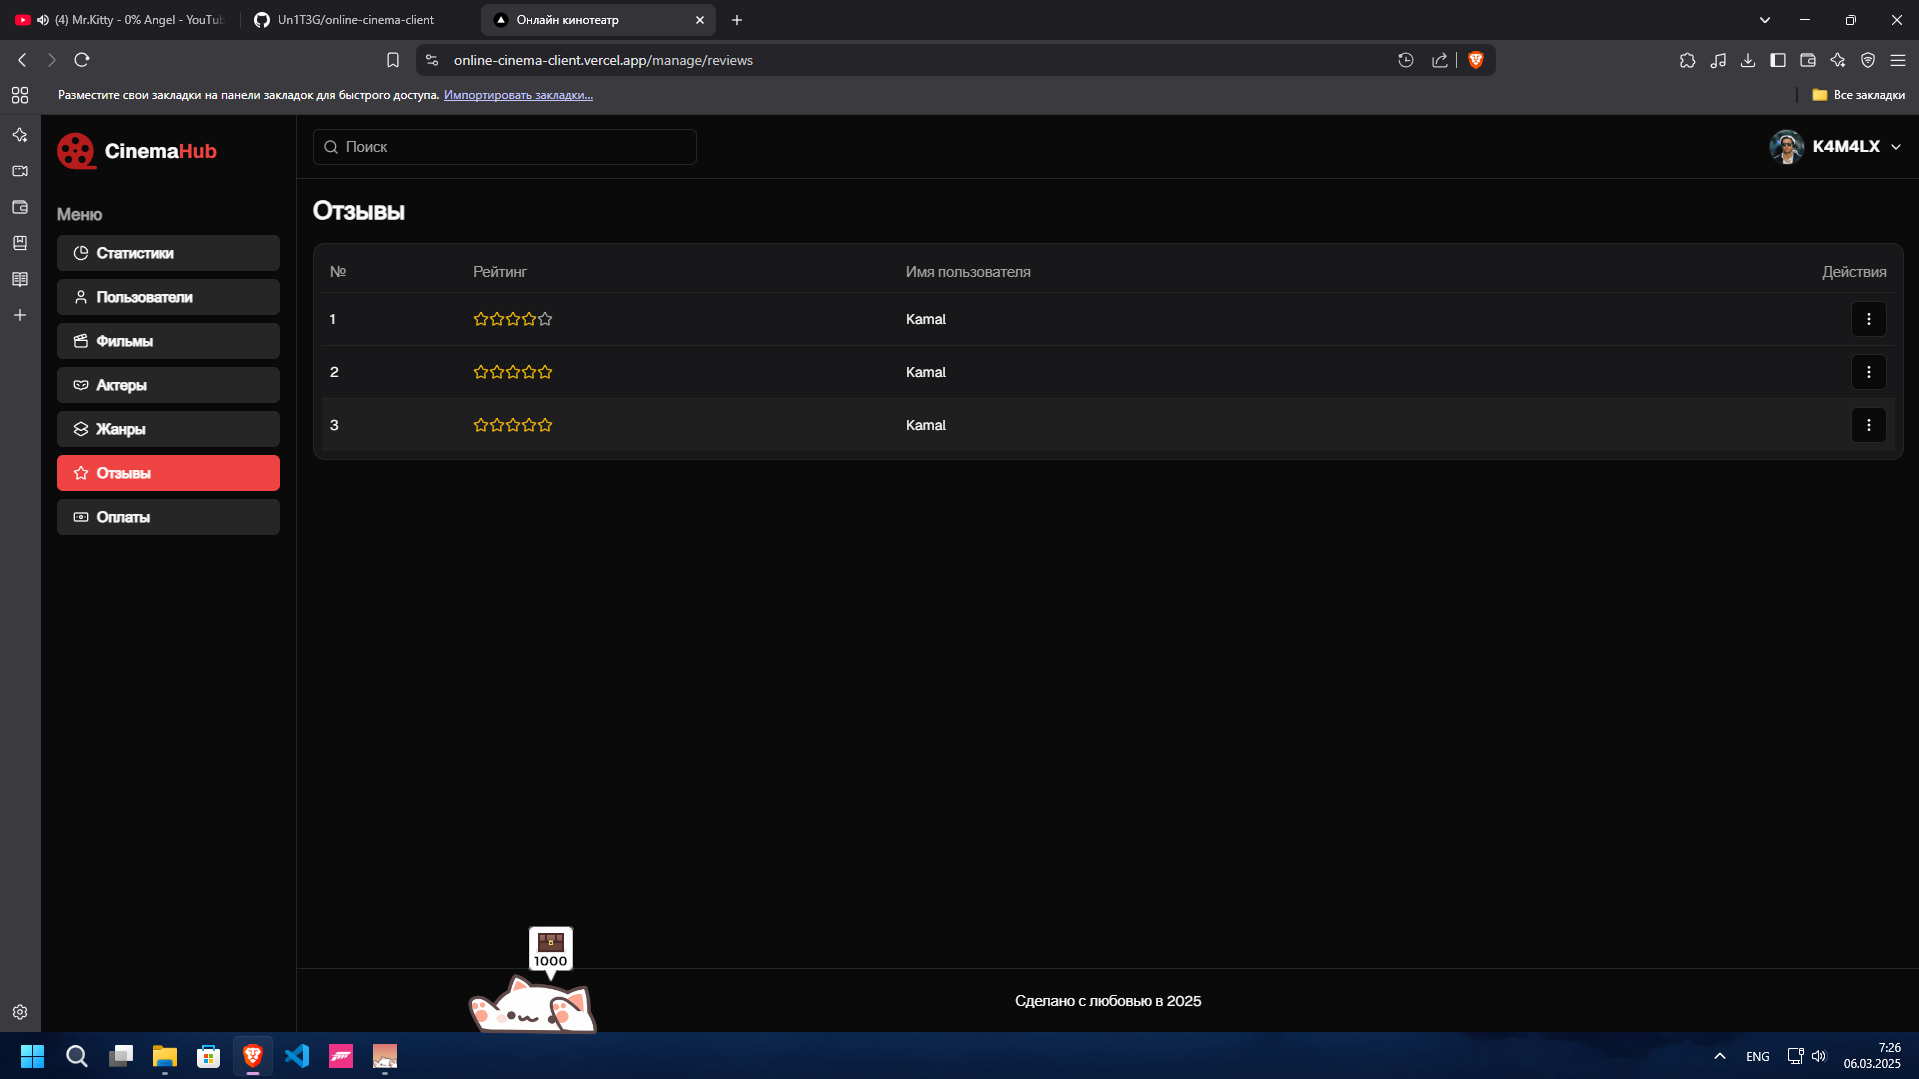 (4) Mr.Kitty - 0% Angel - YouTub
Un1T3G/online-cinema-client
Онлайн кинотеатр
online-cinema-client.vercel.app/manage/reviews
Разместите свои закладки на панели закладок для быстрого доступа. Импортировать закладки...
Все закладки
CinemaHub
Поиск
K4M4LX
Меню
Статистики
Пользователи
Фильмы
Актеры
Жанры
Отзывы
Оплаты
Отзывы
№ Рейтинг Имя пользователя Действия
1 Kamal
2 Kamal
3 Kamal
1000
Сделано с любовью в 2025
ENG
7:26
06.03.2025